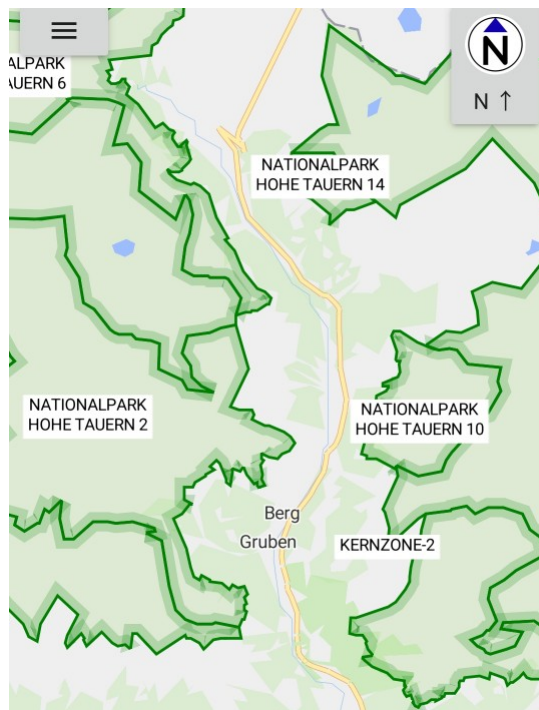 ALPARK
AUERN 6
N
N ↑
NATIONALPARK
HOHE TAUERN 14
NATIONALPARK
HOHE TAUERN 2
NATIONALPARK
HOHE TAUERN 10
Berg
Gruben
KERNZONE-2